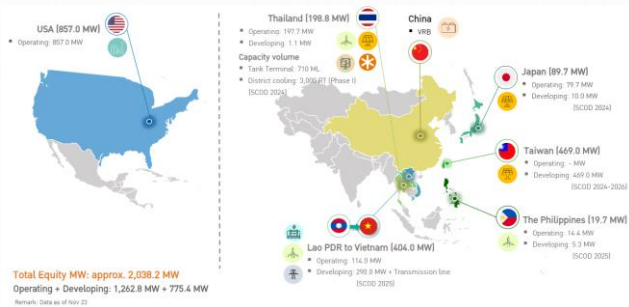 USA (857.0 MW)
Operating: 857.0 MW
Thailand (198.8 MW)
Operating: 197.7 MW
Developing: 1.1 MW
Capacity volume
Tank Terminal: 710 ML
District cooling: 3,000 RT (Phase I)
(SCOD 2024)
China
VRB
Japan (89.7 MW)
Operating: 79.7 MW
Developing: 10.0 MW
(SCOD 2024)
Taiwan (469.0 MW)
Operating: - MW
Developing: 469.0 MW
(SCOD 2024-2026)
The Philippines (19.7 MW)
Operating: 14.4 MW
Developing: 5.3 MW
(SCOD 2025)
Lao PDR to Vietnam (404.0 MW)
Operating: 114.0 MW
Developing: 290.0 MW + Transmission line
(SCOD 2025)
Total Equity MW: approx. 2,038.2 MW
Operating + Developing: 1,262.8 MW + 775.4 MW
Remark: Data as of Nov 23